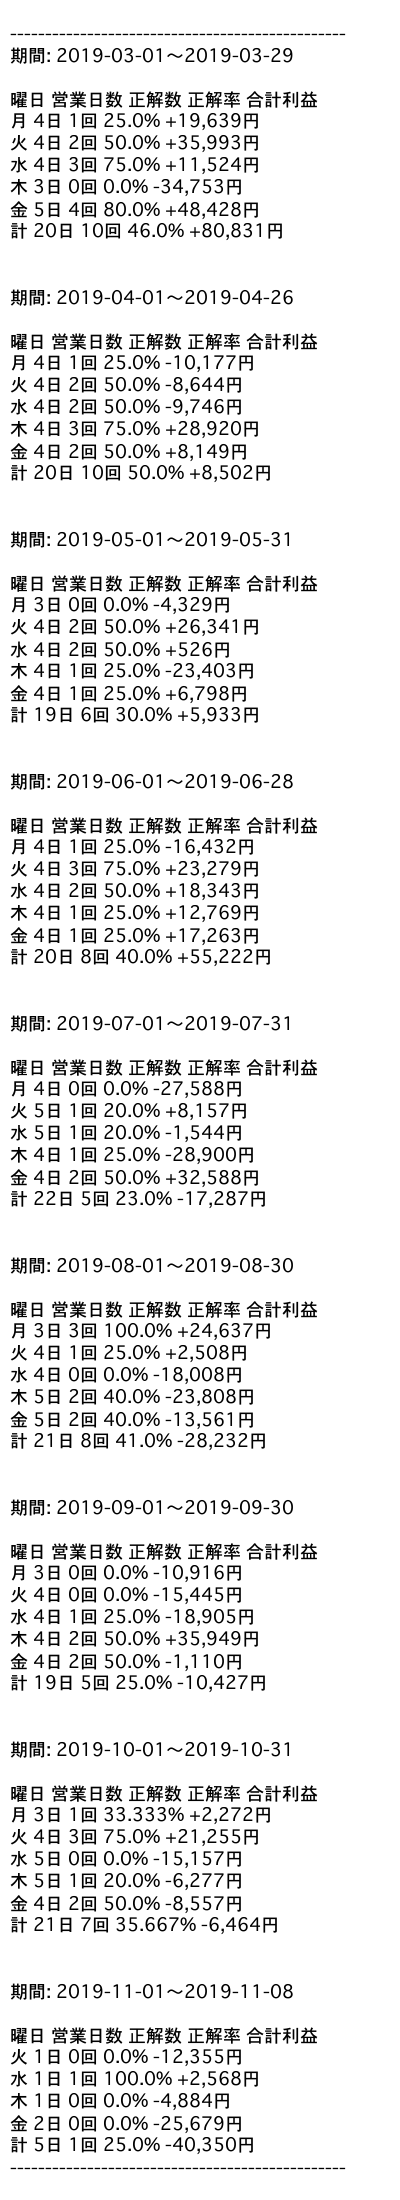 ------------------------------------------------
期間: 2019-03-01〜2019-03-29
曜日 営業日数 正解数 正解率 合計利益
月 4日 1回 25.0% +19,639円
火 4日 2回 50.0% +35,993円
水 4日 3回 75.0% +11,524円
木 3日 0回 0.0% -34,753円
金 5日 4回 80.0% +48,428円
計 20日 10回 46.0% +80,831円
期間: 2019-04-01〜2019-04-26
曜日 営業日数 正解数 正解率 合計利益
月 4日 1回 25.0% -10,177円
火 4日 2回 50.0% -8,644円
水 4日 2回 50.0% -9,746円
木 4日 3回 75.0% +28,920円
金 4日 2回 50.0% +8,149円
計 20日 10回 50.0% +8,502円
期間: 2019-05-01〜2019-05-31
曜日 営業日数 正解数 正解率 合計利益
月 3日 0回 0.0% -4,329円
火 4日 2回 50.0% +26,341円
水 4日 2回 50.0% +526円
木 4日 1回 25.0% -23,403円
金 4日 1回 25.0% +6,798円
計 19日 6回 30.0% +5,933円
期間: 2019-06-01〜2019-06-28
曜日 営業日数 正解数 正解率 合計利益
月 4日 1回 25.0% -16,432円
火 4日 3回 75.0% +23,279円
水 4日 2回 50.0% +18,343円
木 4日 1回 25.0% +12,769円
金 4日 1回 25.0% +17,263円
計 20日 8回 40.0% +55,222円
期間: 2019-07-01〜2019-07-31
曜日 営業日数 正解数 正解率 合計利益
月 4日 0回 0.0% -27,588円
火 5日 1回 20.0% +8,157円
水 5日 1回 20.0% -1,544円
木 4日 1回 25.0% -28,900円
金 4日 2回 50.0% +32,588円
計 22日 5回 23.0% -17,287円
期間: 2019-08-01〜2019-08-30
曜日 営業日数 正解数 正解率 合計利益
月 3日 3回 100.0% +24,637円
火 4日 1回 25.0% +2,508円
水 4日 0回 0.0% -18,008円
木 5日 2回 40.0% -23,808円
金 5日 2回 40.0% -13,561円
計 21日 8回 41.0% -28,232円
期間: 2019-09-01〜2019-09-30
曜日 営業日数 正解数 正解率 合計利益
月 3日 0回 0.0% -10,916円
火 4日 0回 0.0% -15,445円
水 4日 1回 25.0% -18,905円
木 4日 2回 50.0% +35,949円
金 4日 2回 50.0% -1,110円
計 19日 5回 25.0% -10,427円
期間: 2019-10-01〜2019-10-31
曜日 営業日数 正解数 正解率 合計利益
月 3日 1回 33.333% +2,272円
火 4日 3回 75.0% +21,255円
水 5日 0回 0.0% -15,157円
木 5日 1回 20.0% -6,277円
金 4日 2回 50.0% -8,557円
計 21日 7回 35.667% -6,464円
期間: 2019-11-01〜2019-11-08
曜日 営業日数 正解数 正解率 合計利益
火 1日 0回 0.0% -12,355円
水 1日 1回 100.0% +2,568円
木 1日 0回 0.0% -4,884円
金 2日 0回 0.0% -25,679円
計 5日 1回 25.0% -40,350円
------------------------------------------------